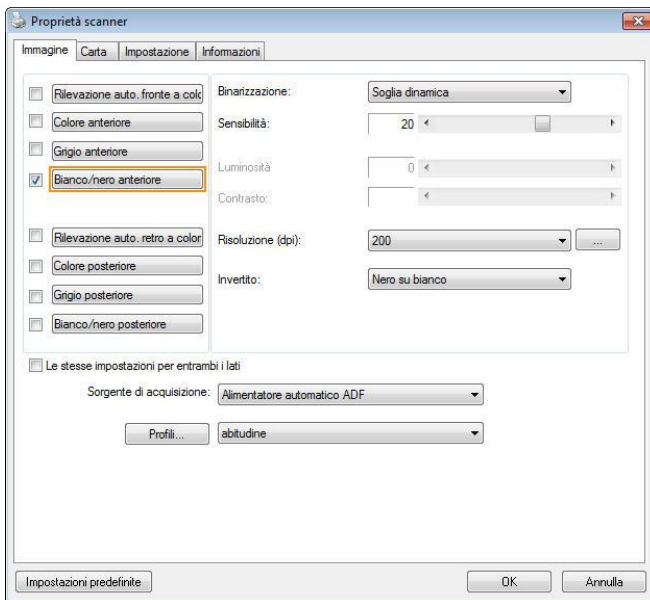 Proprietà scanner
Immagine Carta Impostazione Informazioni
Rilevazione auto. fronte a colo
Colore anteriore
Grigio anteriore
Bianco/nero anteriore
Rilevazione auto. retro a color
Colore posteriore
Grigio posteriore
Bianco/nero posteriore
Binarizzazione: Soglia dinamica
Sensibilità: 20
Luminosità 0
Contrasto:
Risoluzione (dpi): 200 ...
Invertito: Nero su bianco
Le stesse impostazioni per entrambi i lati
Sorgente di acquisizione: Alimentatore automatico ADF
Profili... abitudine
Impostazioni predefinite OK Annulla